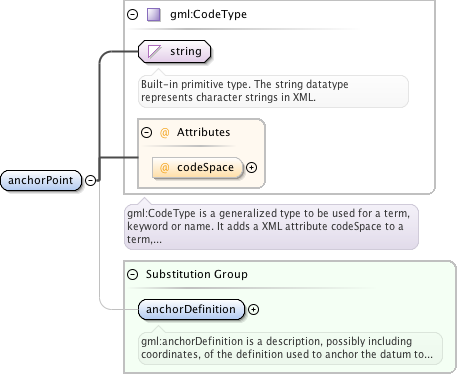 gml:CodeType
string
Built-in primitive type. The string datatype
represents character strings in XML.
@ Attributes
@ codeSpace
anchorPoint
gml:CodeType is a generalized type to be used for a term,
keyword or name. It adds a XML attribute codeSpace to a
term,...
Substitution Group
anchorDefinition
gml:anchorDefinition is a description, possibly including
coordinates, of the definition used to anchor the datum to...